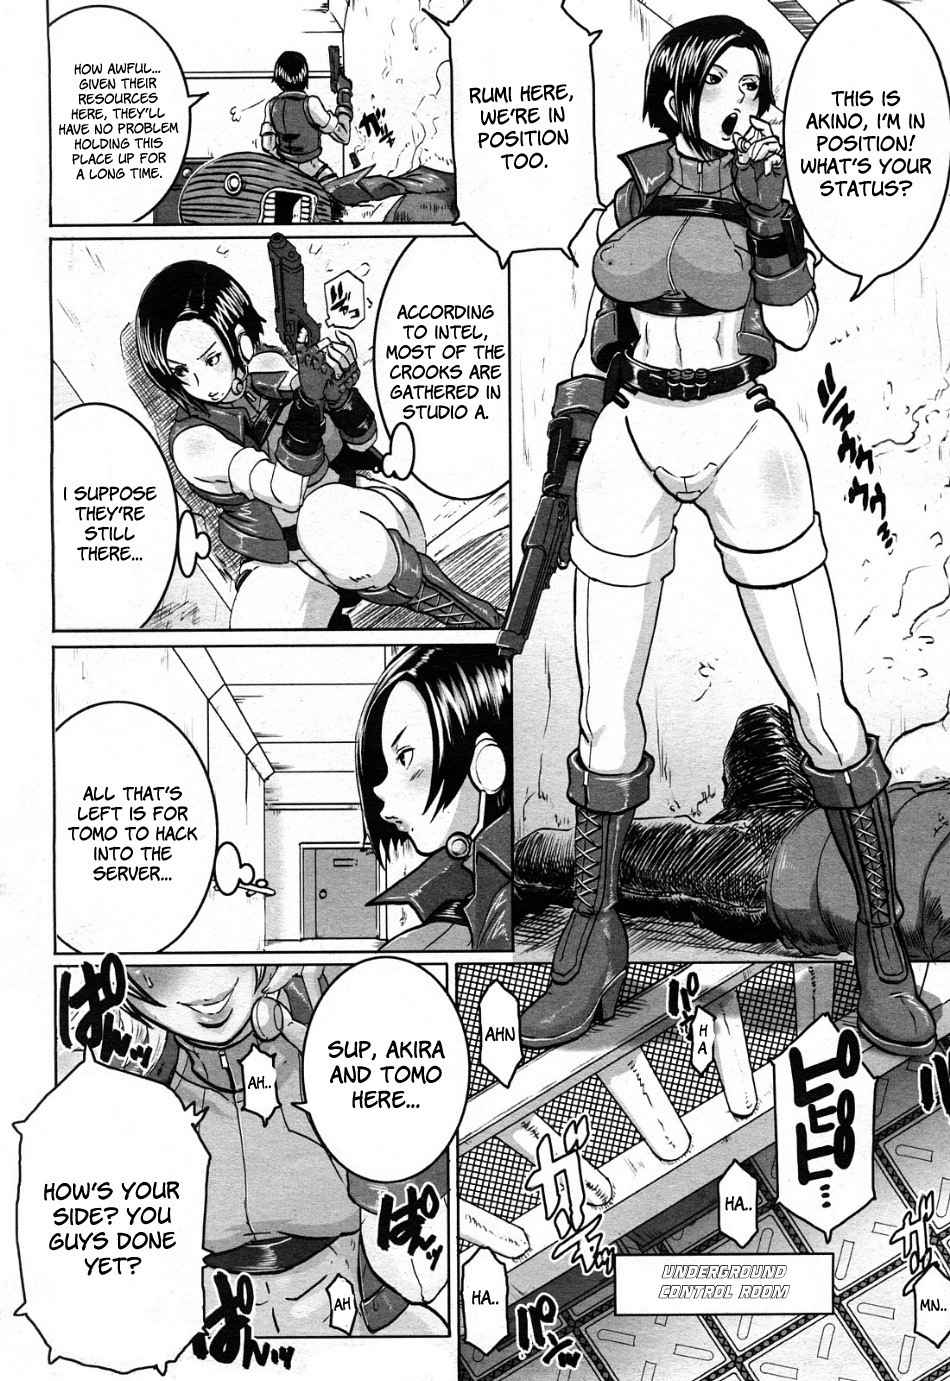 THIS IS
AKINO, I'M IN
POSITION!
WHAT'S YOUR
STATUS?
RUMI HERE,
WE'RE IN
POSITION
TOO.
HOW AWFUL...
GIVEN THEIR
RESOURCES
HERE, THEY'LL
HAVE NO PROBLEM
HOLDING THIS
PLACE UP FOR
A LONG TIME.
ACCORDING
TO INTEL,
MOST OF THE
CROOKS ARE
GATHERED IN
STUDIO A.
I SUPPOSE
THEY'RE
STILL
THERE...
ALL THAT'S
LEFT IS FOR
TOMO TO HACK
INTO THE
SERVER...
UNDERGROUND
CONTROL ROOM
AHN
HA
HA..
HA..
MN..
ピピピ...
SUP, AKIRA
AND TOMO
HERE...
AH..
AH
HOW'S YOUR
SIDE? YOU
GUYS DONE
YET?